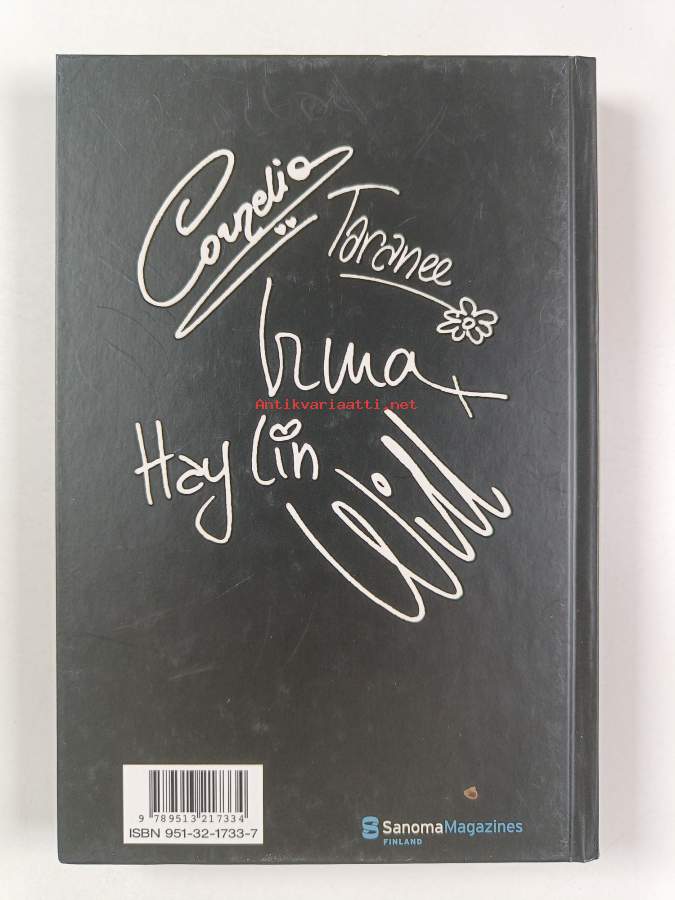 Cornelia
Taranee
Irma
Antikvariaatti.net
Hay Lin
Will
9 789513 217334
ISBN 951-32-1733-7
SanomaMagazines
FINLAND